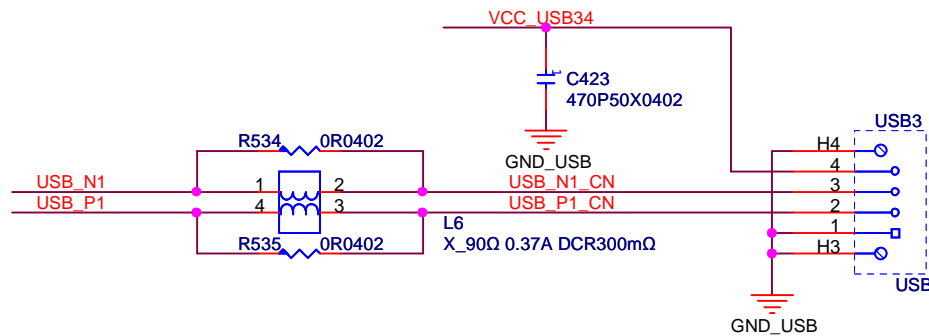 VCC_USB34
C423
470P50X0402
GND_USB
USB3
R534
0R0402
H4
4
USB_N1
1
2
USB_N1_CN
3
USB_P1
4
3
USB_P1_CN
2
L6
X_90Ω 0.37A DCR300mΩ
1
R535
0R0402
H3
USB
GND_USB